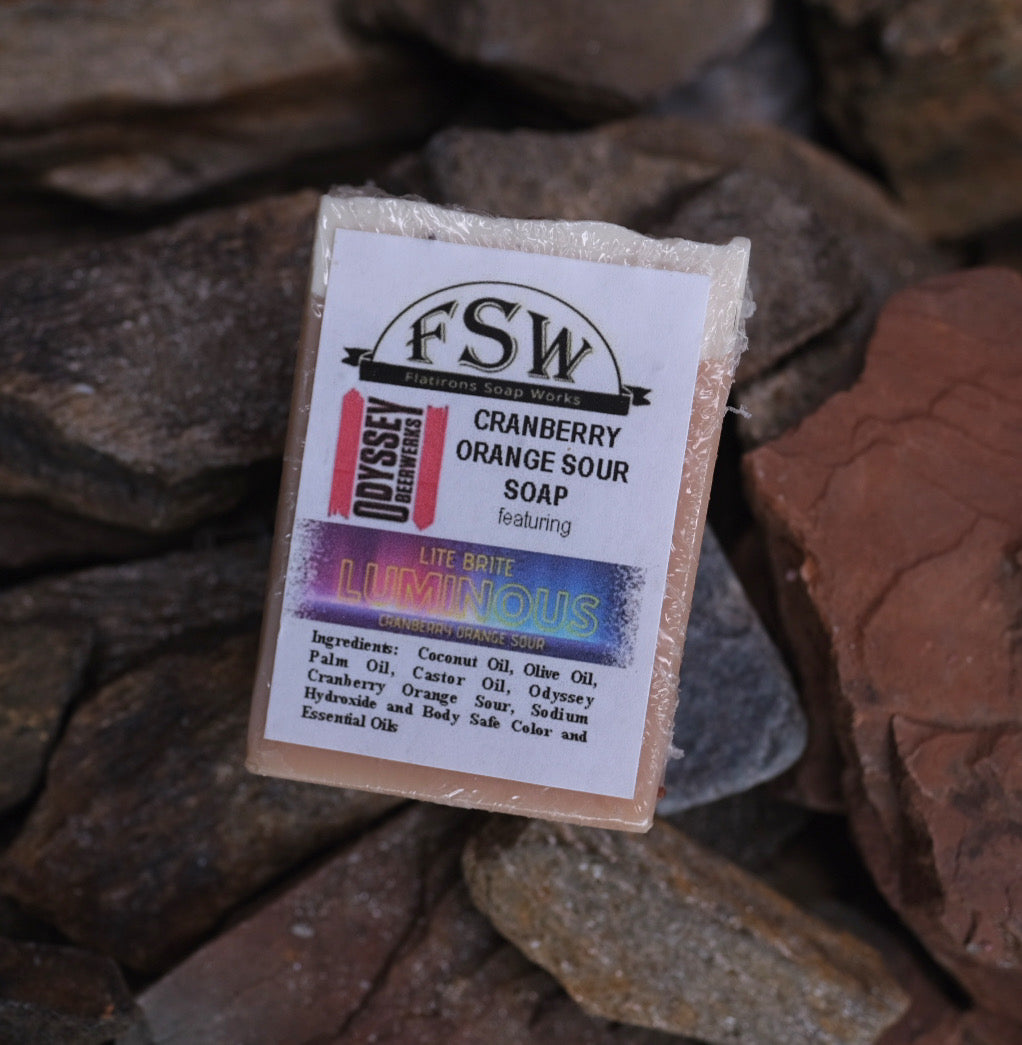 FSW
Flatirons Soap Works
ODYSSEY
BEERWERKS
CRANBERRY
ORANGE SOUR
SOAP
featuring
LITE BRITE
LUMINOUS
CRANBERRY ORANGE SOUR
Ingredients: Coconut Oil, Olive Oil,
Palm Oil, Castor Oil, Odyssey
Cranberry Orange Sour, Sodium
Hydroxide and Body Safe Color and
Essential Oils